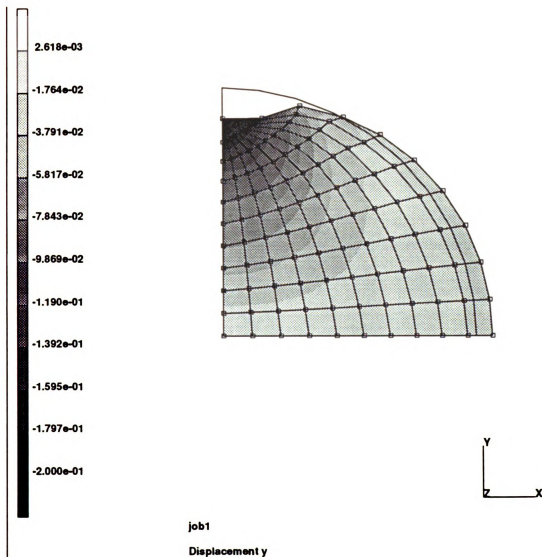 2.618e-03
-1.764e-02
-3.791e-02
-5.817e-02
-7.843e-02
-9.869e-02
-1.190e-01
-1.392e-01
-1.595e-01
-1.797e-01
-2.000e-01
Y
Z X
job1
Displacement y